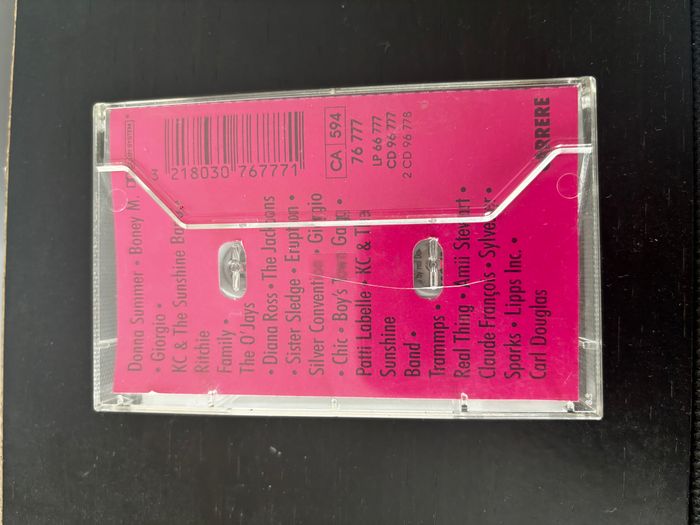 Donna Summer • Boney M.
• Giorgio •
KC & The Sunshine
Ritchie
Family •
The O'Jays
• Diana Ross • The Jacksons
• Sister Sledge • Eruption •
Silver Convention • Giorgio
• Chic • Boy's Town Gang •
Patti Labelle • KC & The
Sunshine
Band •
Trammps •
Real Thing • Amii Stewart •
Claude François • Sylvester •
Sparks • Lipps Inc. •
Carl Douglas
3 218030 767771
CA 594
76 777
LP 66 777
CD 96 777
2 CD 96 778
CARRERE